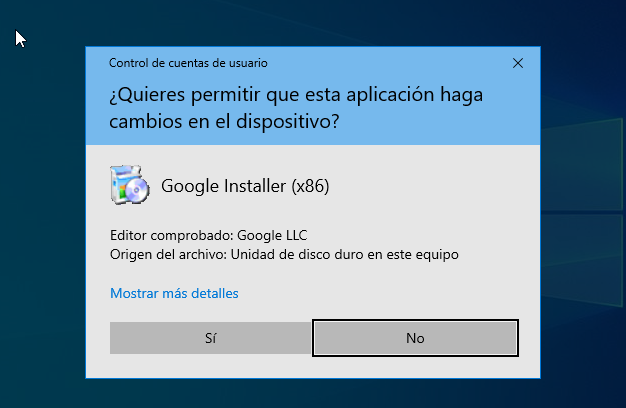 Control de cuentas de usuario
¿Quieres permitir que esta aplicación haga
cambios en el dispositivo?
Google Installer (x86)
Editor comprobado: Google LLC
Origen del archivo: Unidad de disco duro en este equipo
Mostrar más detalles
Sí
No